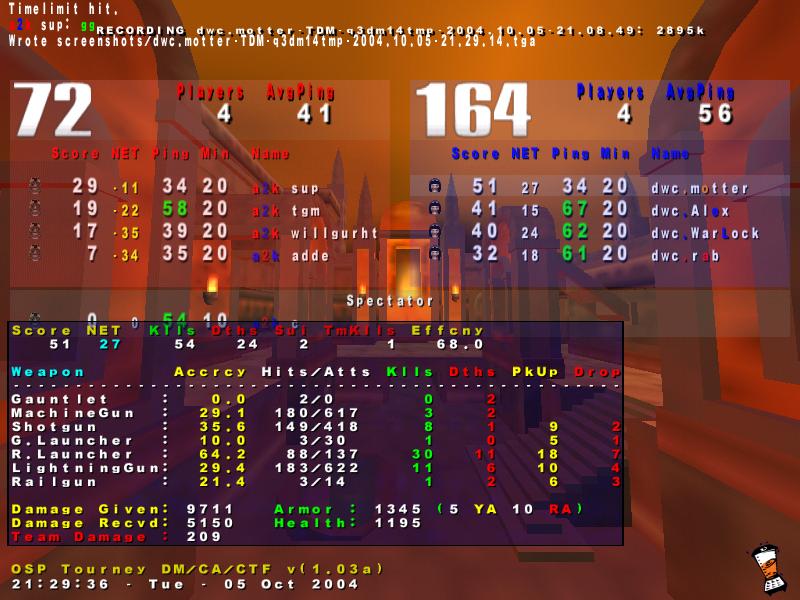 Timelimit hit.
a2k sup: gg
RECORDING dwc.motter-TDM-q3dm14tmp-2004.10.05-21.08.49: 2895k
Wrote screenshots/dwc.motter-TDM-q3dm14tmp-2004.10.05-21.29.14.tga
72 Players AvgPing 164 Players AvgPing
4 41 4 56
Score NET Ping Min Name Score NET Ping Min Name
29 -11 34 20 a2k sup 51 27 34 20 dwc.motter
19 -22 58 20 a2k tgm 41 15 67 20 dwc.Alex
17 -35 39 20 a2k willgurht 40 24 62 20 dwc.WarLock
7 -34 35 20 a2k adde 32 18 61 20 dwc.rab
Spectator
0 0 54 10 a2k
Score NET Klls Dths Sui TmKlls Effcny
51 27 54 24 2 1 68.0
Weapon Accrcy Hits/Atts Klls Dths PkUp Drop
Gauntlet : 0.0 2/0 0 2
MachineGun : 29.1 180/617 3 2
Shotgun : 35.6 149/418 8 1 9 2
G.Launcher : 10.0 3/30 1 0 5 1
R.Launcher : 64.2 88/137 30 11 18 7
LightningGun: 29.4 183/622 11 6 10 4
Railgun : 21.4 3/14 1 2 6 3
Damage Given: 9711 Armor : 1345 (5 YA 10 RA)
Damage Recvd: 5150 Health: 1195
Team Damage : 209
OSP Tourney DM/CA/CTF v(1.03a)
21:29:36 - Tue - 05 Oct 2004